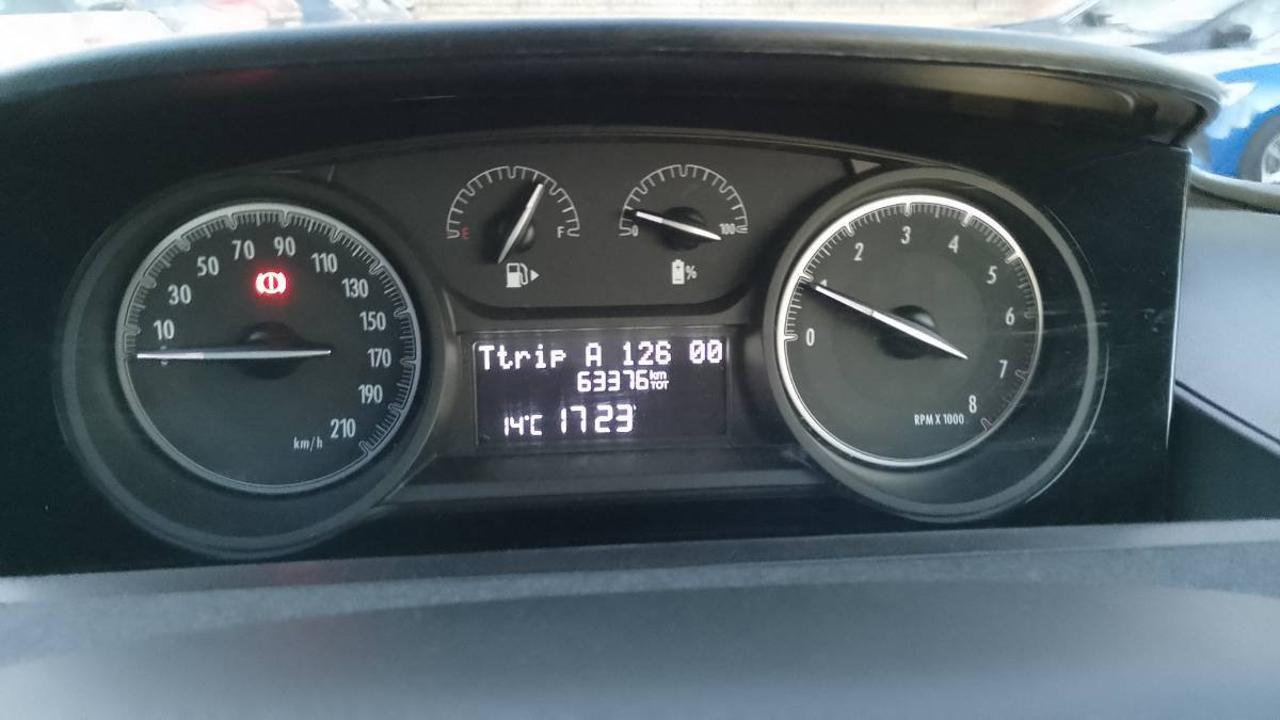 10 30 50 70 90 110 130 150 170 190 210
km/h
E F
0 100
%
Ttrip A 126 00
63376 km TOT
14°C 17 23
0 1 2 3 4 5 6 7 8
RPM X 1000